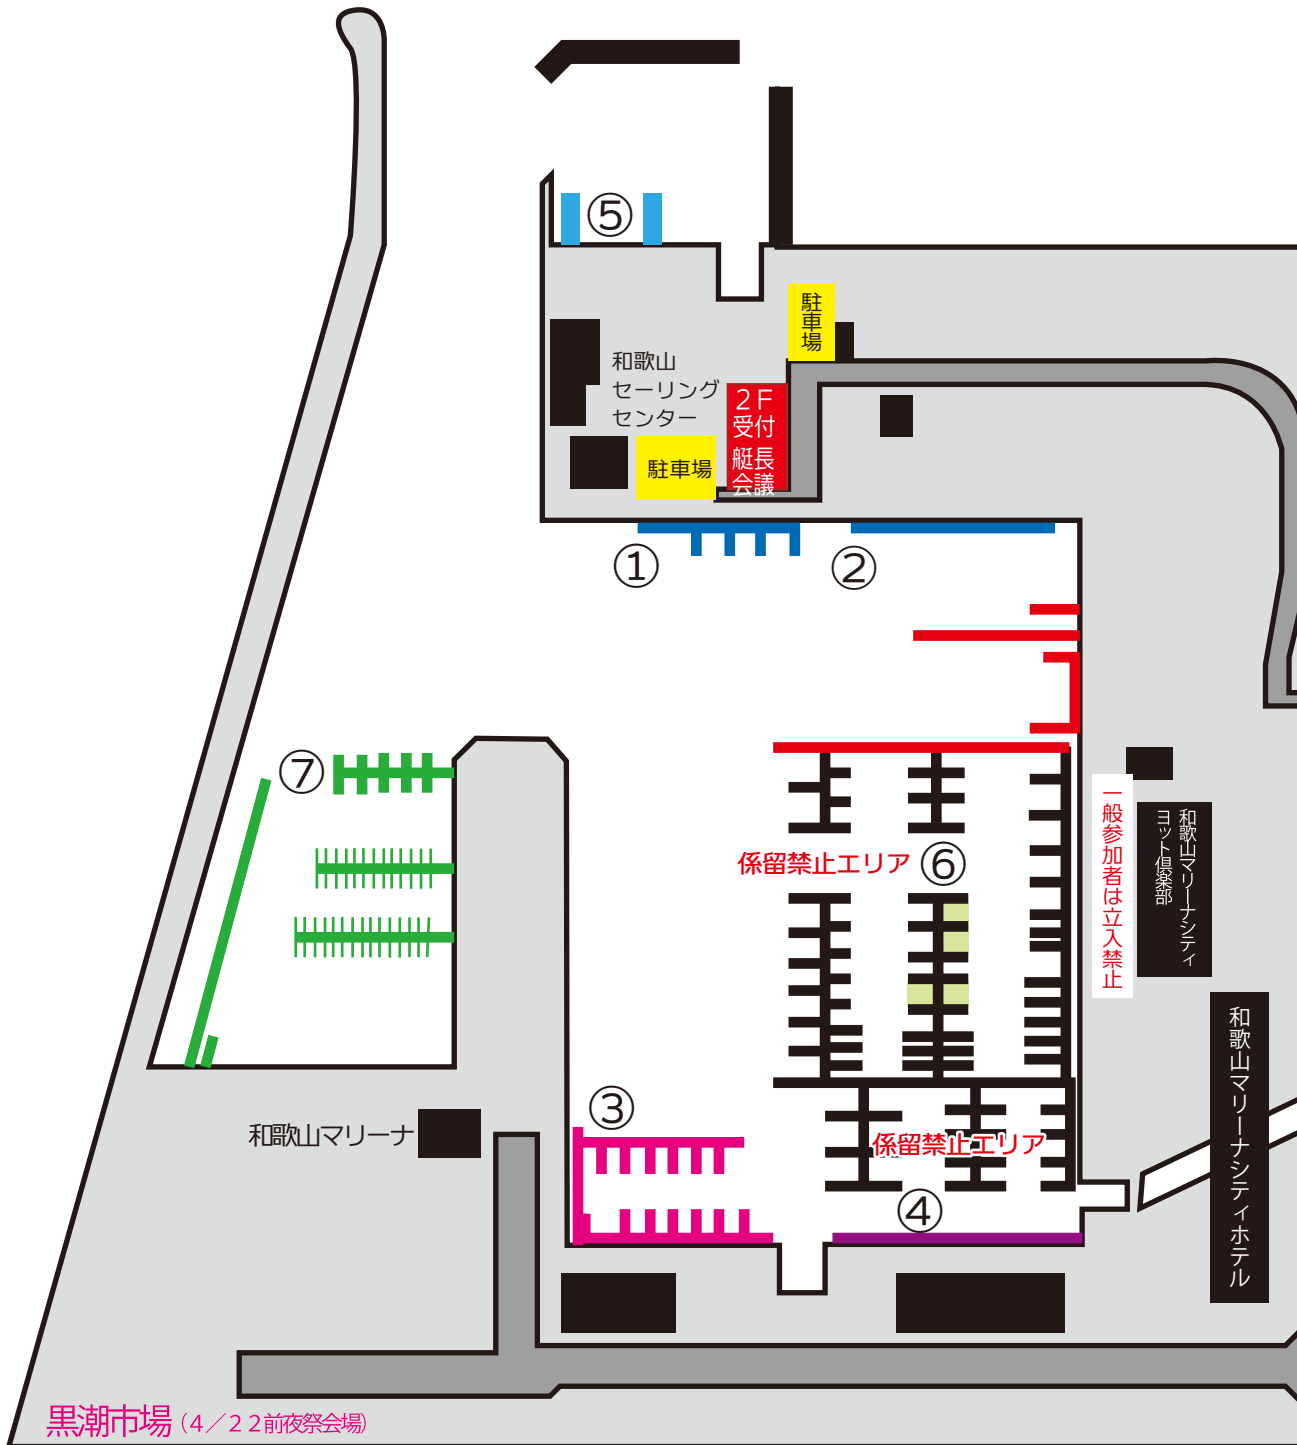 ⑤
駐車場
和歌山
セーリング
センター
２Ｆ
受付
艇長
会議
駐車場
①
②
⑦
係留禁止エリア
⑥
一般参加者は立入禁止
和歌山マリーナシティ
ヨット倶楽部
和歌山マリーナシティホテル
③
和歌山マリーナ
係留禁止エリア
④
黒潮市場（４／２２前夜祭会場）